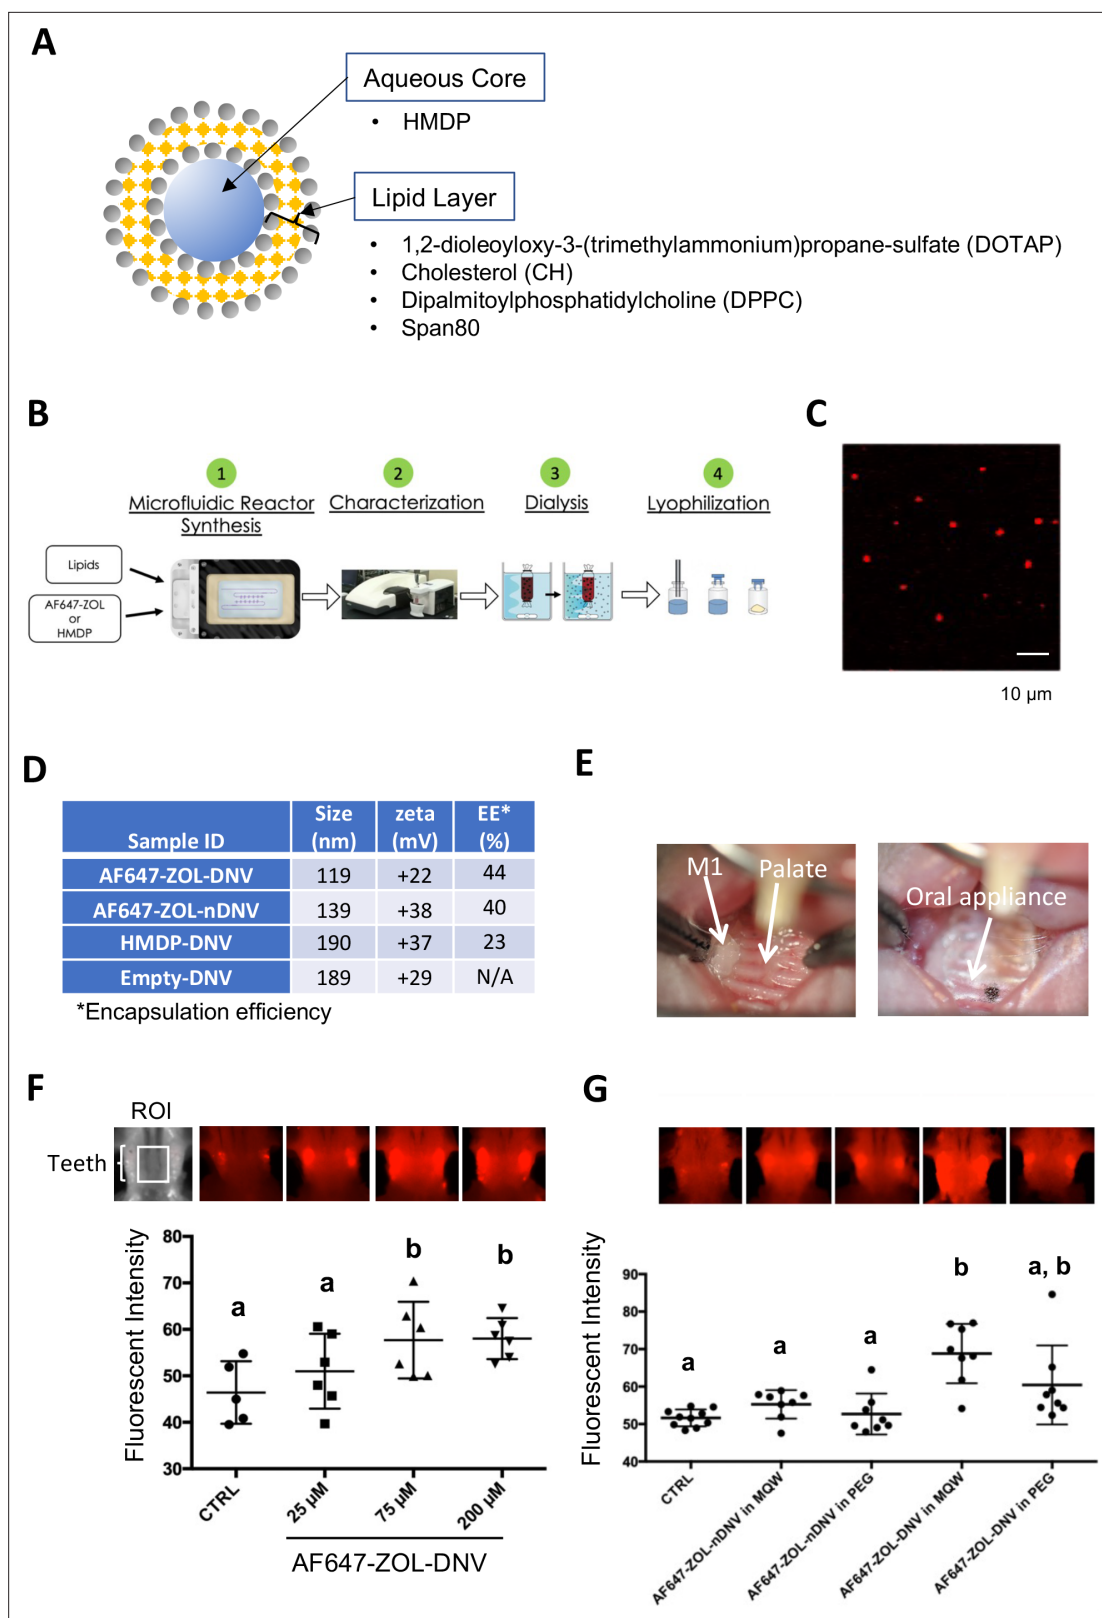 A
Aqueous Core
• HMDP
Lipid Layer
• 1,2-dioleoyloxy-3-(trimethylammonium)propane-sulfate (DOTAP)
• Cholesterol (CH)
• Dipalmitoylphosphatidylcholine (DPPC)
• Span80
B
1
Microfluidic Reactor
Synthesis
2
Characterization
3
Dialysis
4
Lyophilization
Lipids
AF647-ZOL
or
HMDP
C
10 µm
D
Sample ID Size (nm) zeta (mV) EE* (%)
AF647-ZOL-DNV 119 +22 44
AF647-ZOL-nDNV 139 +38 40
HMDP-DNV 190 +37 23
Empty-DNV 189 +29 N/A
*Encapsulation efficiency
E
M1
Palate
Oral appliance
F
ROI
Teeth
Fluorescent Intensity
80
70
60
50
40
30
a
a
b
b
CTRL
25 µM
75 µM
200 µM
AF647-ZOL-DNV
G
Fluorescent Intensity
90
80
70
60
50
40
a
a
a
b
a, b
CTRL
AF647-ZOL-nDNV in MQW
AF647-ZOL-nDNV in PEG
AF647-ZOL-DNV in MQW
AF647-ZOL-DNV in PEG